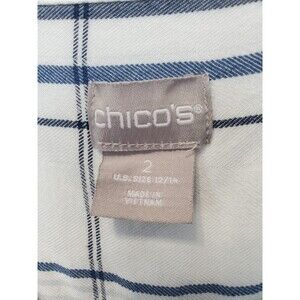 chico's®
2
U.S. SIZE 12/14
MADE IN
VIETNAM